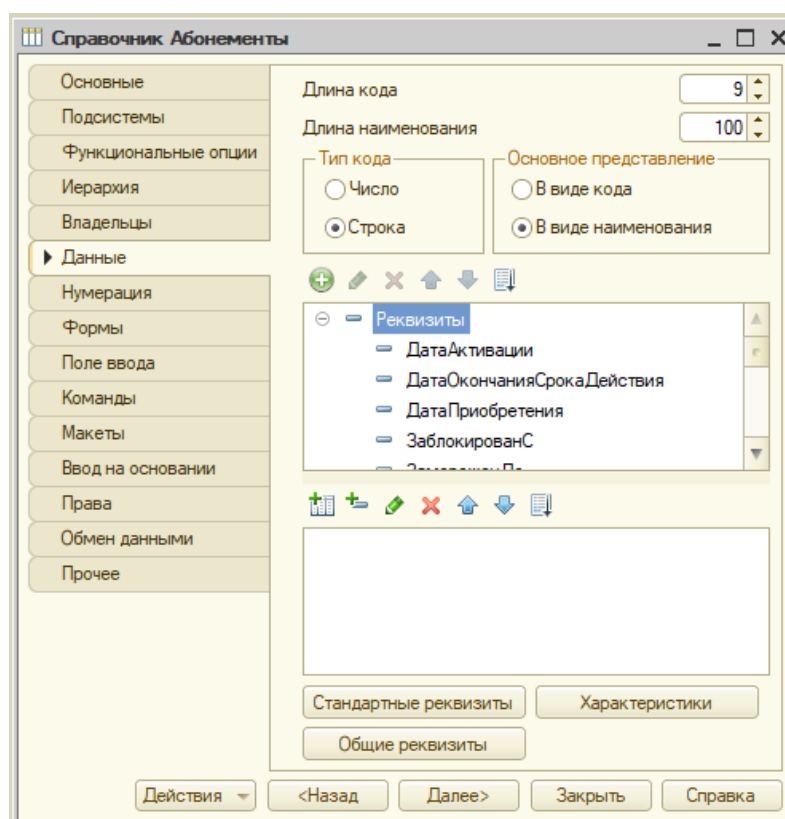 Справочник Абонементы
Основные
Подсистемы
Функциональные опции
Иерархия
Владельцы
Данные
Нумерация
Формы
Поле ввода
Команды
Макеты
Ввод на основании
Права
Обмен данными
Прочее
Длина кода 9
Длина наименования 100
Тип кода Основное представление
Число В виде кода
Строка В виде наименования
Реквизиты
ДатаАктивации
ДатаОкончанияСрокаДействия
ДатаПриобретения
ЗаблокированС
Стандартные реквизиты Характеристики
Общие реквизиты
Действия <Назад Далее> Закрыть Справка